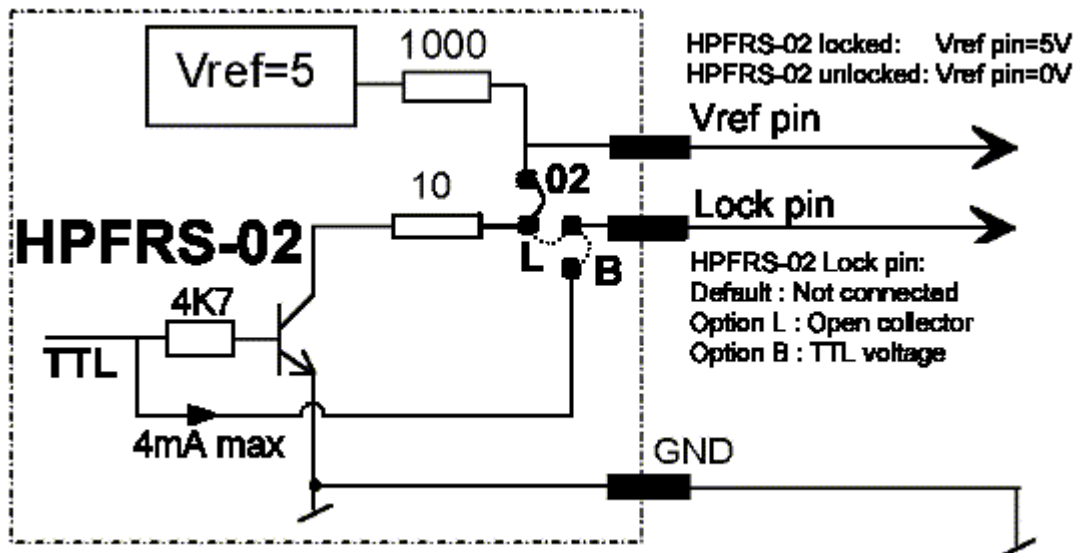 Vref=5
1000
HPFRS-02 locked: Vref pin=5V
HPFRS-02 unlocked: Vref pin=0V
Vref pin
02
10
Lock pin
HPFRS-02
L
B
HPFRS-02 Lock pin:
Default : Not connected
Option L : Open collector
Option B : TTL voltage
4K7
TTL
4mA max
GND